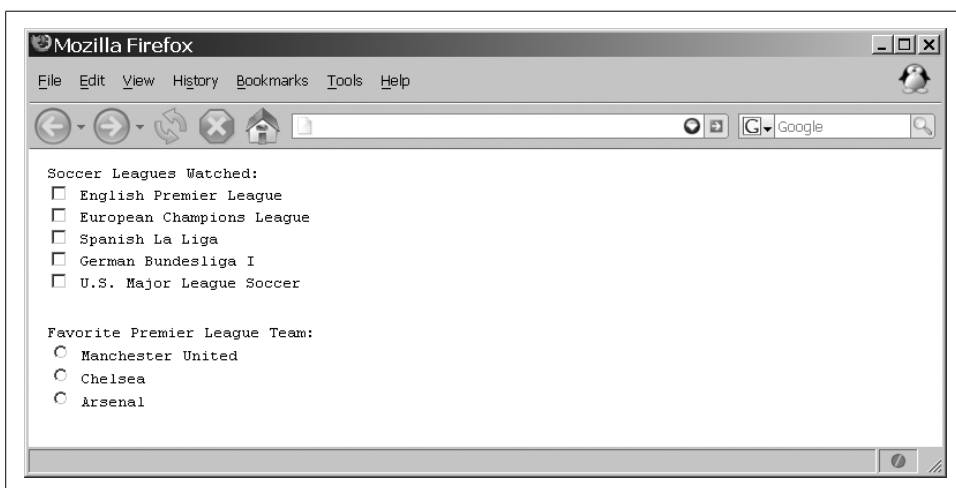 Mozilla Firefox
File Edit View History Bookmarks Tools Help
G Google
Soccer Leagues Watched:
English Premier League
European Champions League
Spanish La Liga
German Bundesliga I
U.S. Major League Soccer
Favorite Premier League Team:
Manchester United
Chelsea
Arsenal